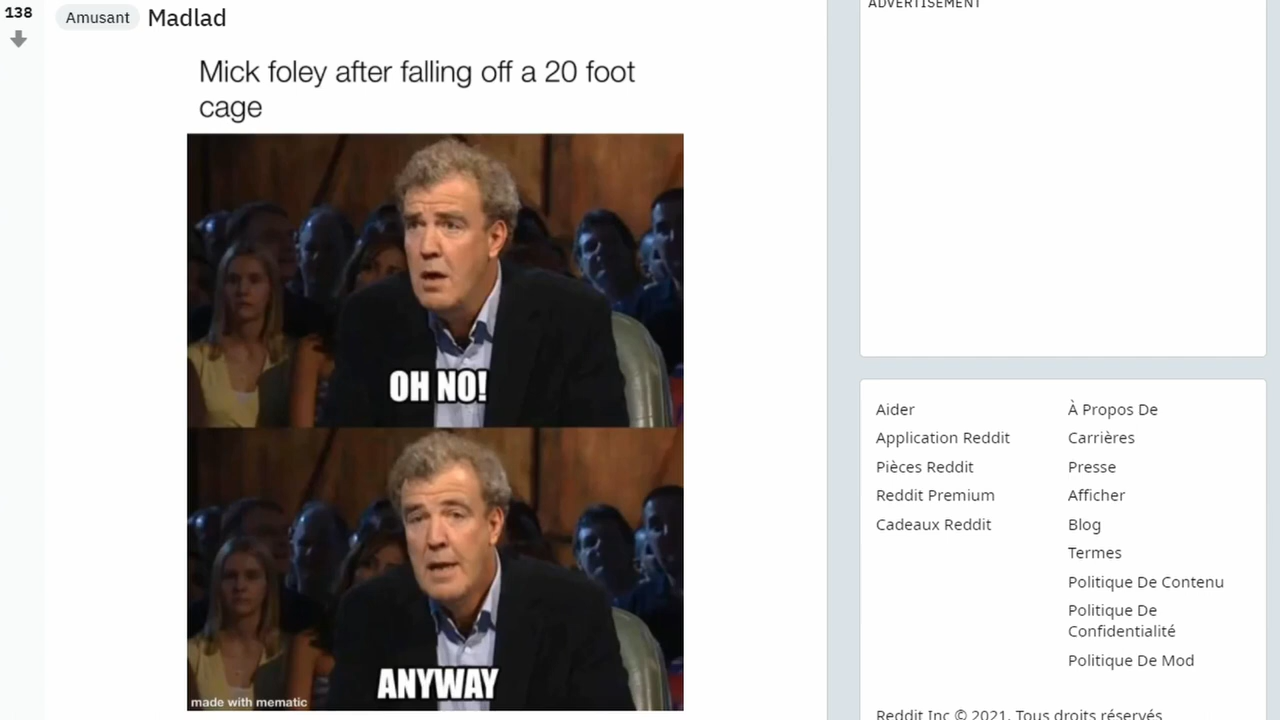 138
Amusant Madlad
Mick foley after falling off a 20 foot
cage
OH NO!
ANYWAY
made with mematic
ADVERTISEMENT
Aider
Application Reddit
Pièces Reddit
Reddit Premium
Cadeaux Reddit
À Propos De
Carrières
Presse
Afficher
Blog
Termes
Politique De Contenu
Politique De
Confidentialité
Politique De Mod
Reddit Inc © 2021. Tous droits réservés